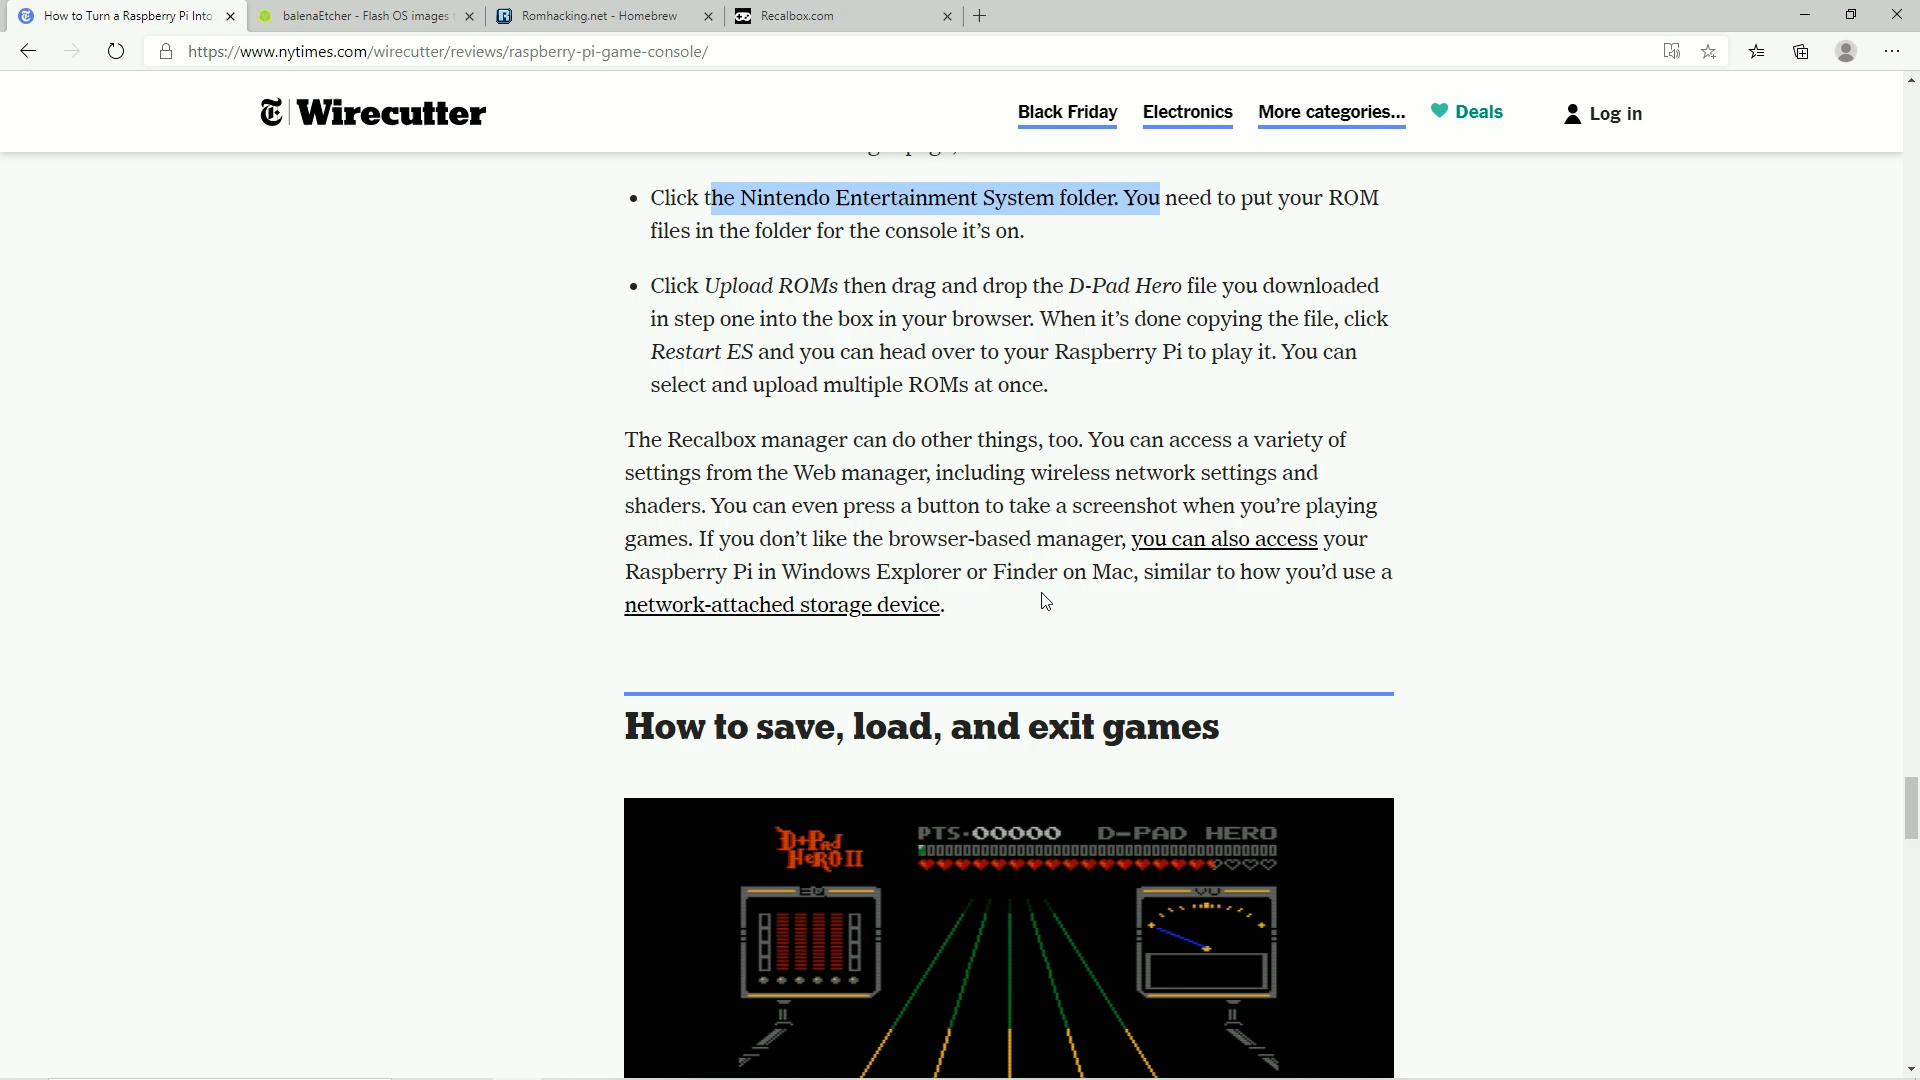 How to Turn a Raspberry Pi Into
balenaEtcher - Flash OS images
Romhacking.net - Homebrew
Recalbox.com
https://www.nytimes.com/wirecutter/reviews/raspberry-pi-game-console/
Wirecutter
Black Friday
Electronics
More categories...
Deals
Log in
Click the Nintendo Entertainment System folder. You need to put your ROM
files in the folder for the console it’s on.
Click Upload ROMs then drag and drop the D-Pad Hero file you downloaded
in step one into the box in your browser. When it’s done copying the file, click
Restart ES and you can head over to your Raspberry Pi to play it. You can
select and upload multiple ROMs at once.
The Recalbox manager can do other things, too. You can access a variety of
settings from the Web manager, including wireless network settings and
shaders. You can even press a button to take a screenshot when you’re playing
games. If you don’t like the browser-based manager, you can also access your
Raspberry Pi in Windows Explorer or Finder on Mac, similar to how you’d use a
network-attached storage device.
How to save, load, and exit games
D+Pad
HeRO II
PTS·00000
D-PAD HERO
EQ
VU